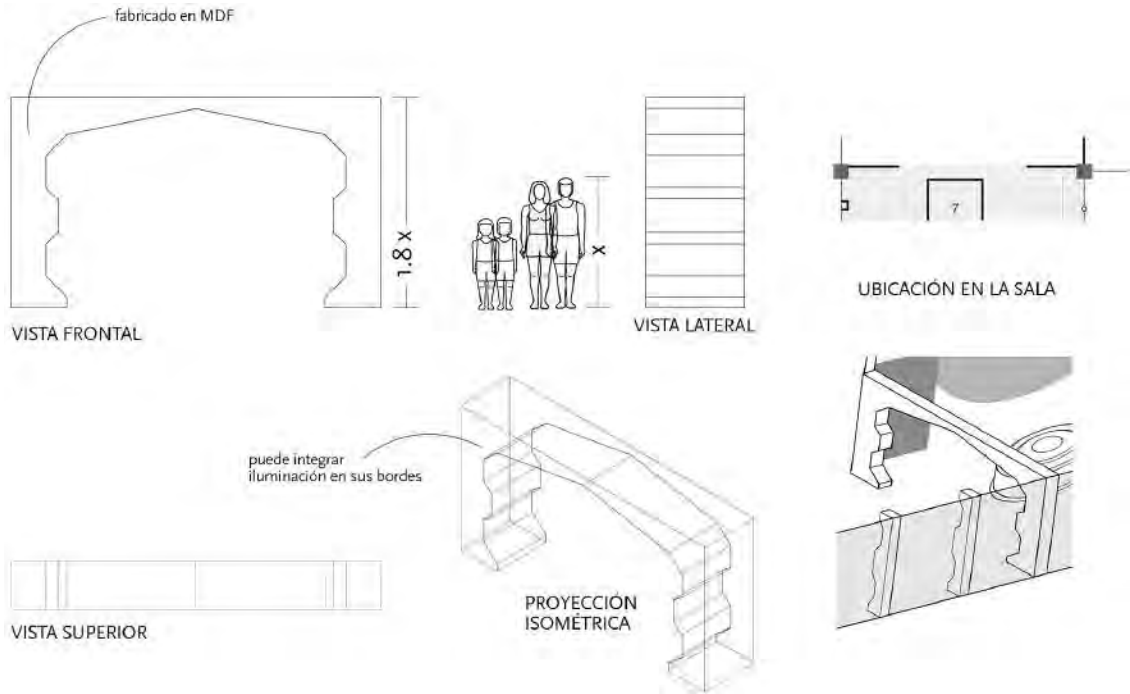 fabricado en MDF
1.8 x
x
7
VISTA FRONTAL
VISTA LATERAL
UBICACIÓN EN LA SALA
puede integrar
iluminación en sus bordes
PROYECCIÓN
ISOMÉTRICA
VISTA SUPERIOR